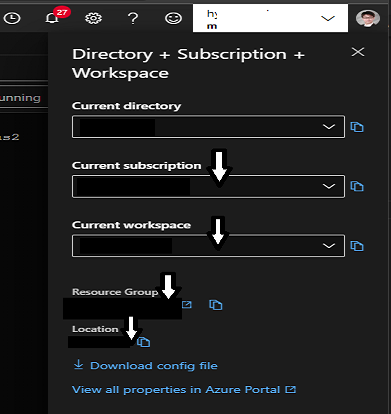 27
Directory + Subscription +
Workspace
unning
Current directory
ns2
Current subscription
Current workspace
Resource Group
Location
Download config file
View all properties in Azure Portal